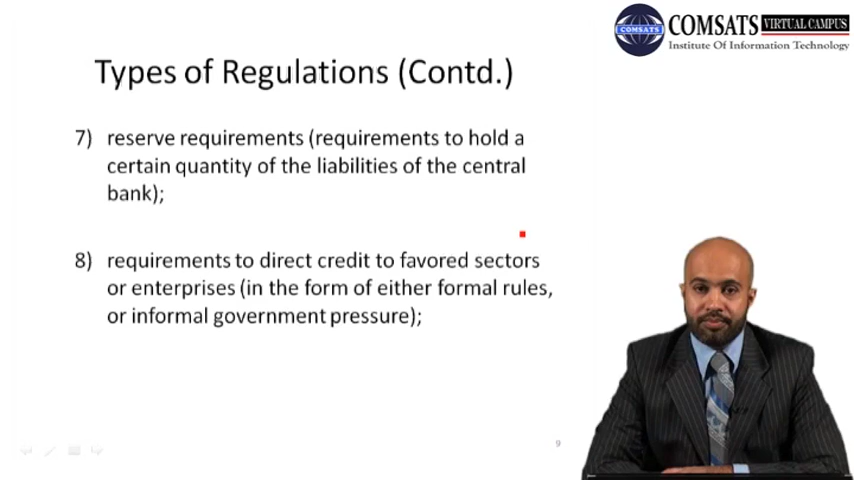 COMSATS
COMSATS VIRTUAL CAMPUS
Institute Of Information Technology
Types of Regulations (Contd.)
7) reserve requirements (requirements to hold a
certain quantity of the liabilities of the central
bank);
8) requirements to direct credit to favored sectors
or enterprises (in the form of either formal rules,
or informal government pressure);
9